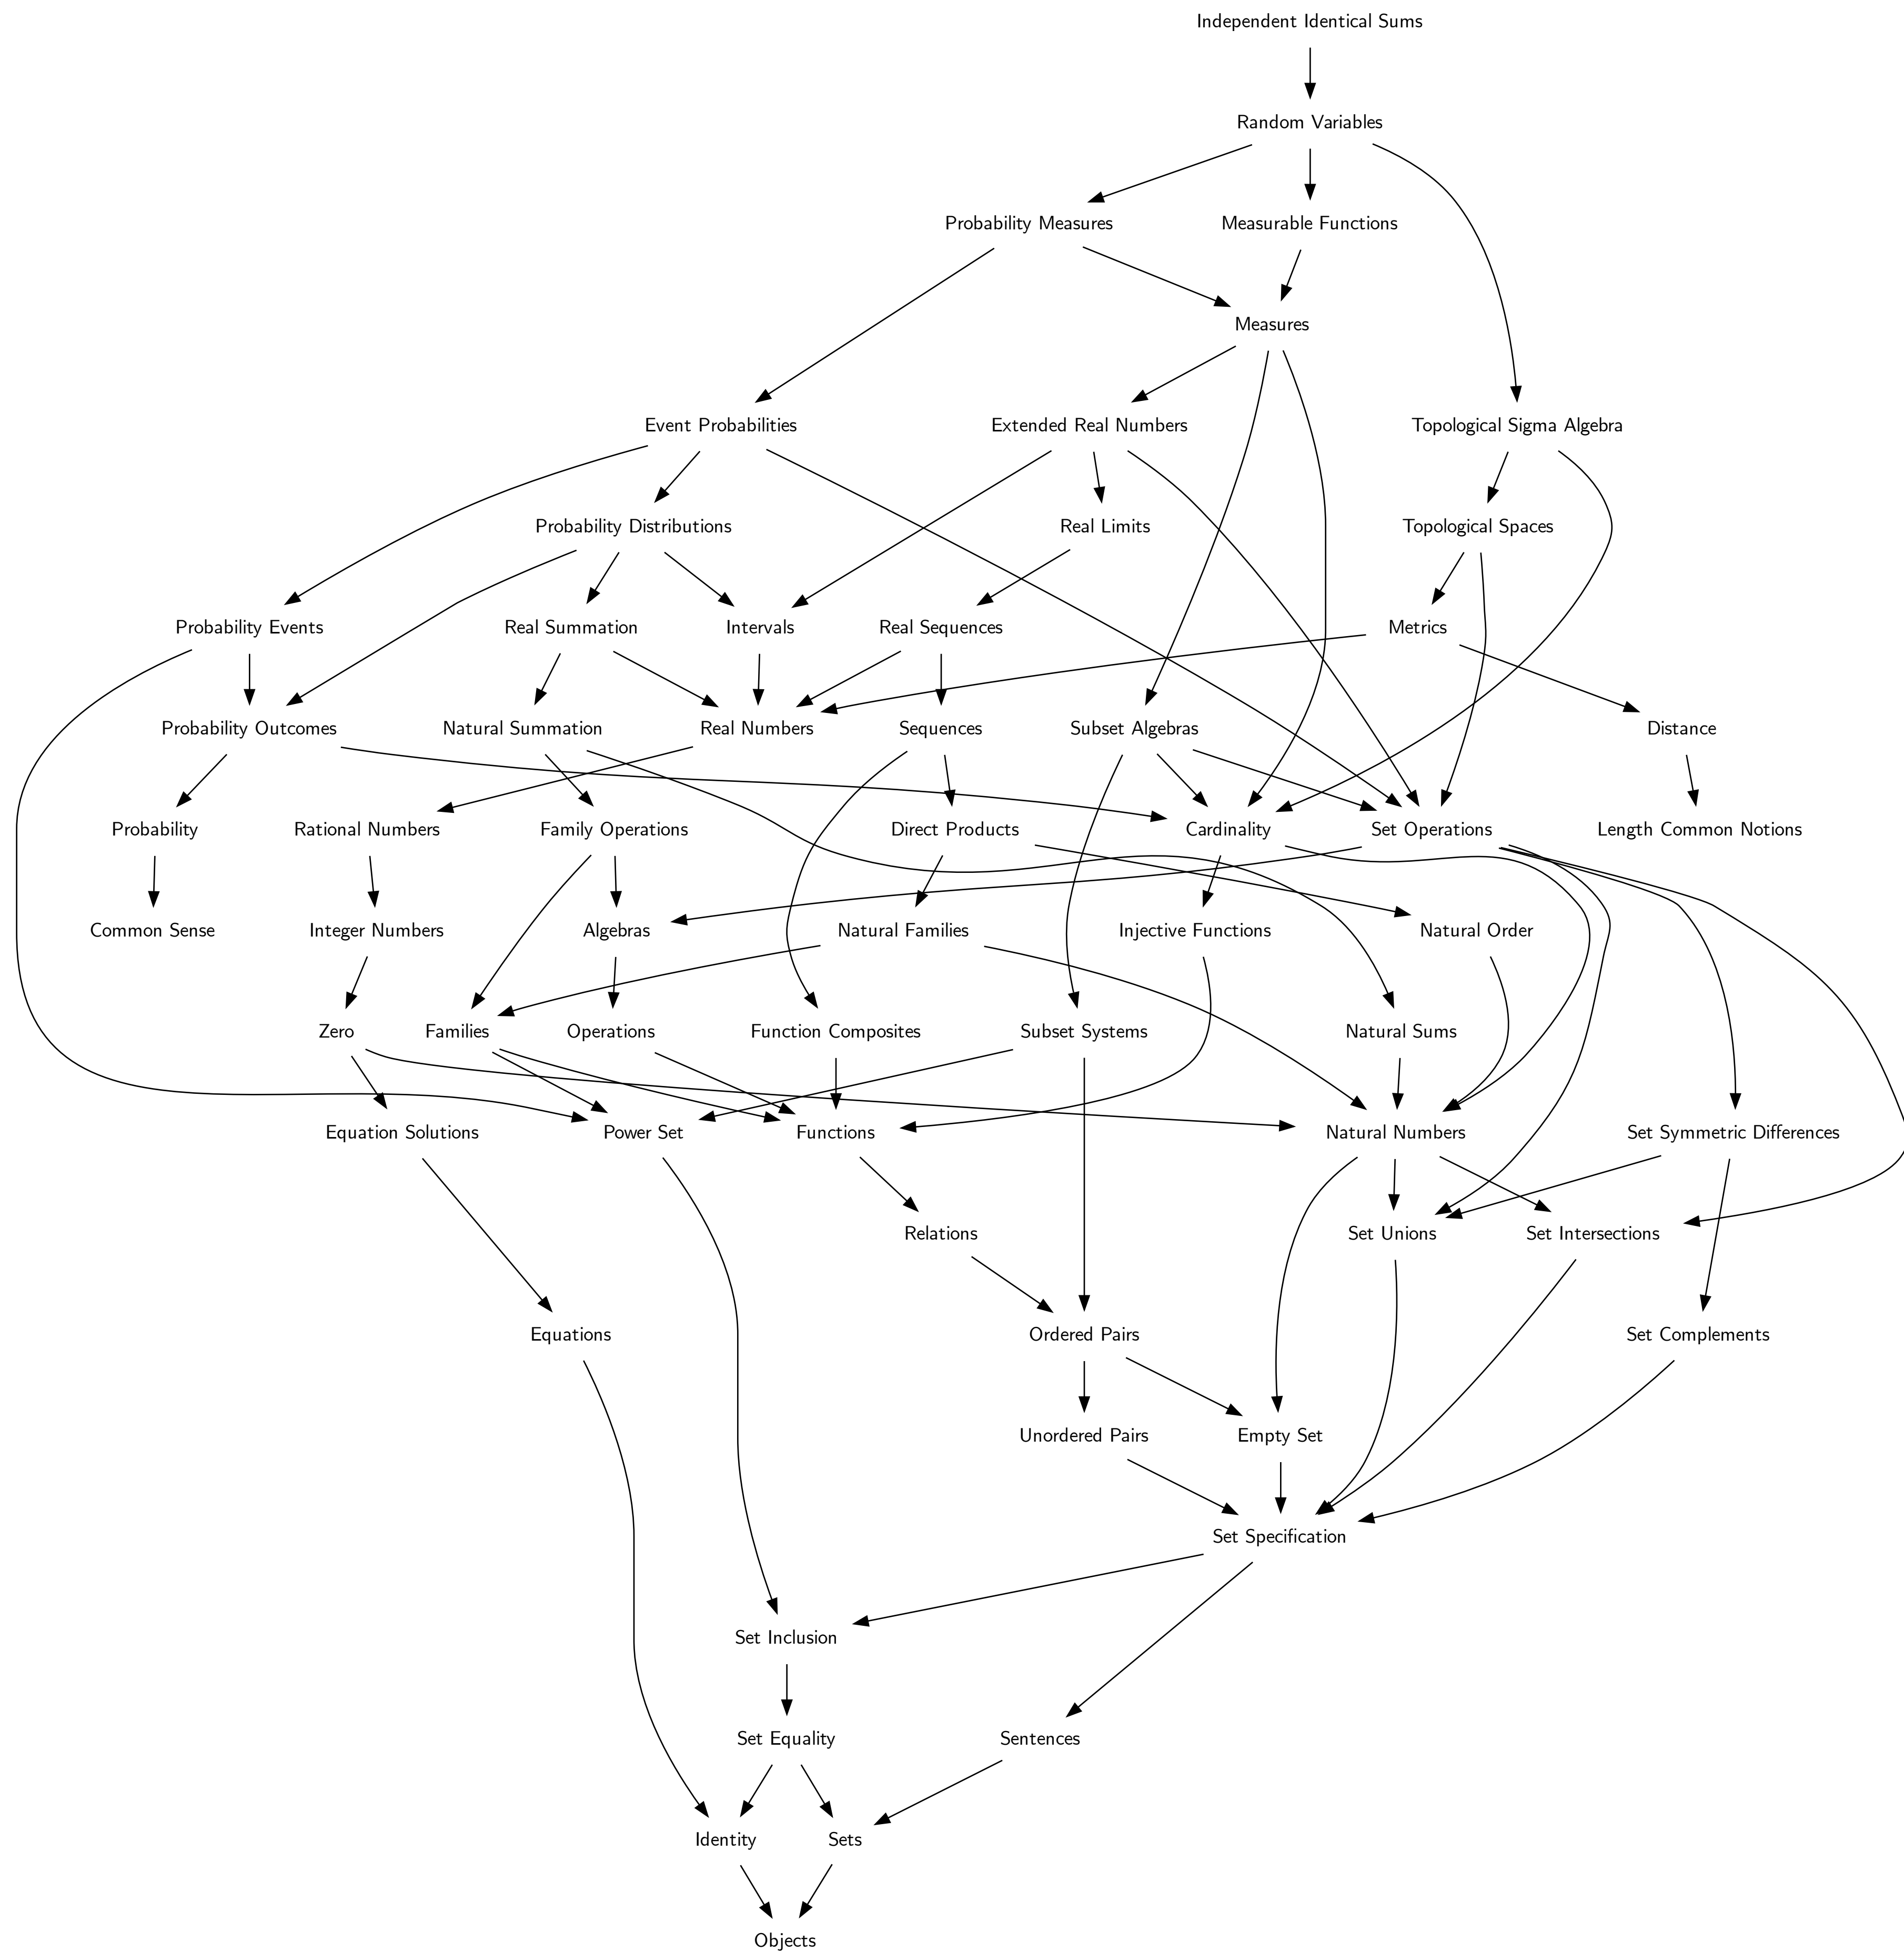 Independent Identical Sums
Random Variables
Probability Measures
Measurable Functions
Measures
Event Probabilities
Extended Real Numbers
Topological Sigma Algebra
Probability Distributions
Real Limits
Topological Spaces
Probability Events
Real Summation
Intervals
Real Sequences
Metrics
Probability Outcomes
Natural Summation
Real Numbers
Sequences
Subset Algebras
Distance
Probability
Rational Numbers
Family Operations
Direct Products
Cardinality
Set Operations
Length Common Notions
Common Sense
Integer Numbers
Algebras
Natural Families
Injective Functions
Natural Order
Zero
Families
Operations
Function Composites
Subset Systems
Natural Sums
Equation Solutions
Power Set
Functions
Natural Numbers
Set Symmetric Differences
Relations
Set Unions
Set Intersections
Equations
Ordered Pairs
Set Complements
Unordered Pairs
Empty Set
Set Specification
Set Inclusion
Set Equality
Sentences
Identity
Sets
Objects